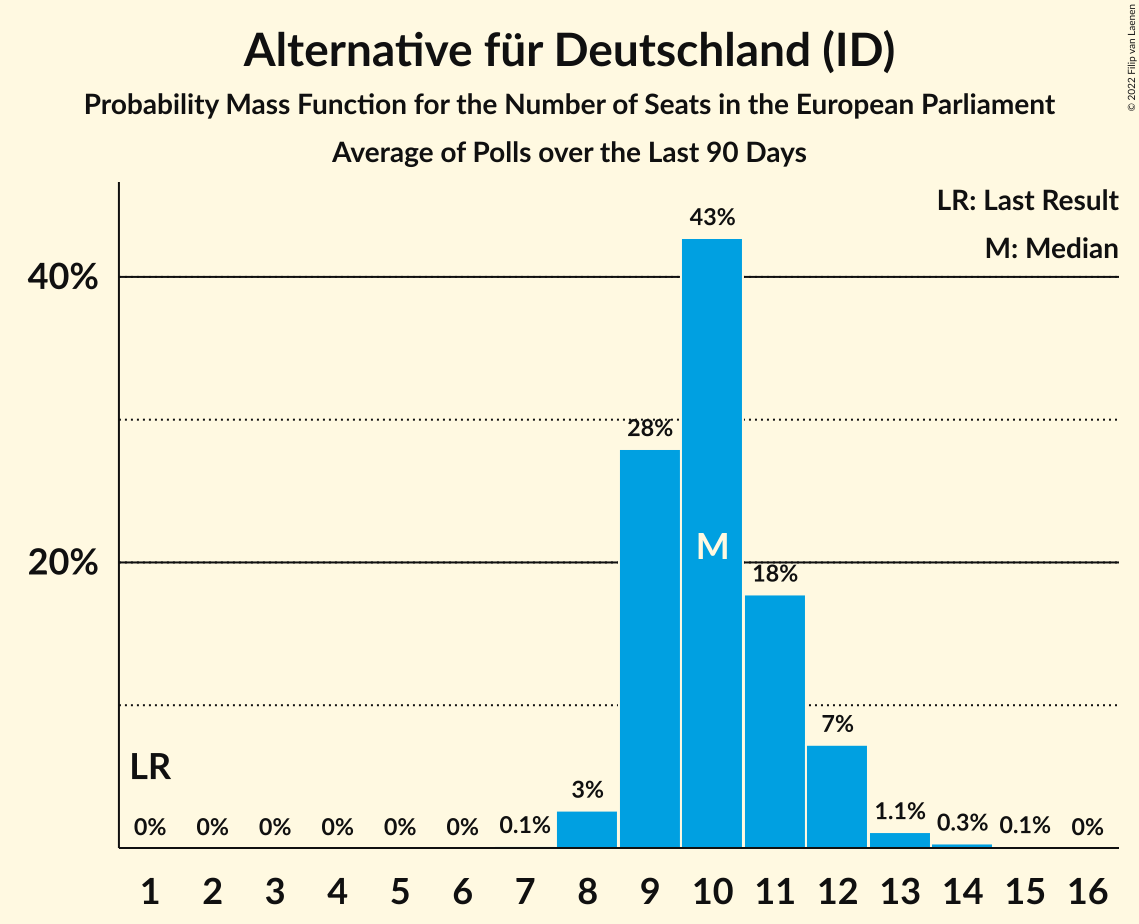 Alternative für Deutschland (ID)
Probability Mass Function for the Number of Seats in the European Parliament
Average of Polls over the Last 90 Days
© 2022 Filip van Laenen
LR: Last Result
M: Median
43%
40%
28%
M
20%
18%
7%
LR
3%
0% 0% 0% 0% 0% 0% 0.1% 1.1% 0.3% 0.1% 0%
1 2 3 4 5 6 7 8 9 10 11 12 13 14 15 16